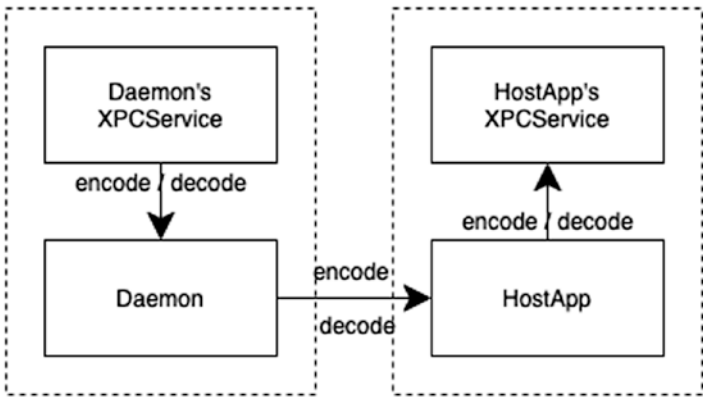 Daemon's
XPCService
HostApp's
XPCService
encode / decode
encode / decode
Daemon
encode
decode
HostApp